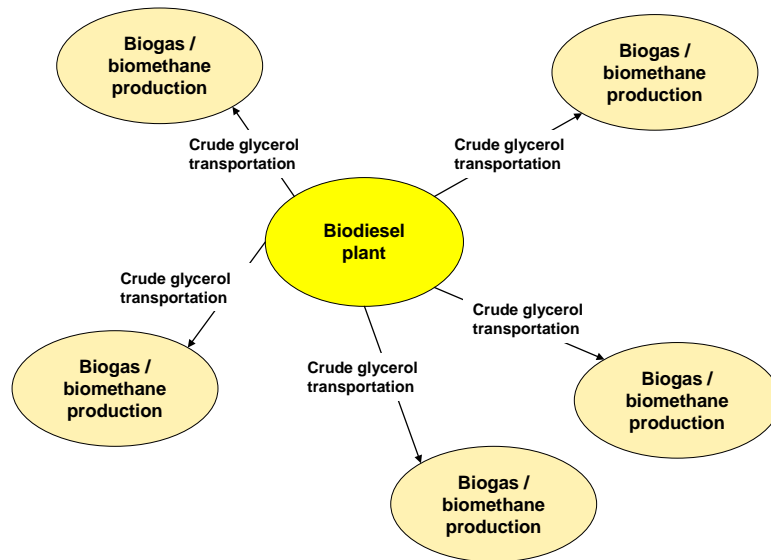 Biogas /
biomethane
production
Biogas /
biomethane
production
Crude glycerol
transportation
Crude glycerol
transportation
Biodiesel
plant
Crude glycerol
transportation
Crude glycerol
transportation
Biogas /
biomethane
production
Crude glycerol
transportation
Biogas /
biomethane
production
Biogas /
biomethane
production